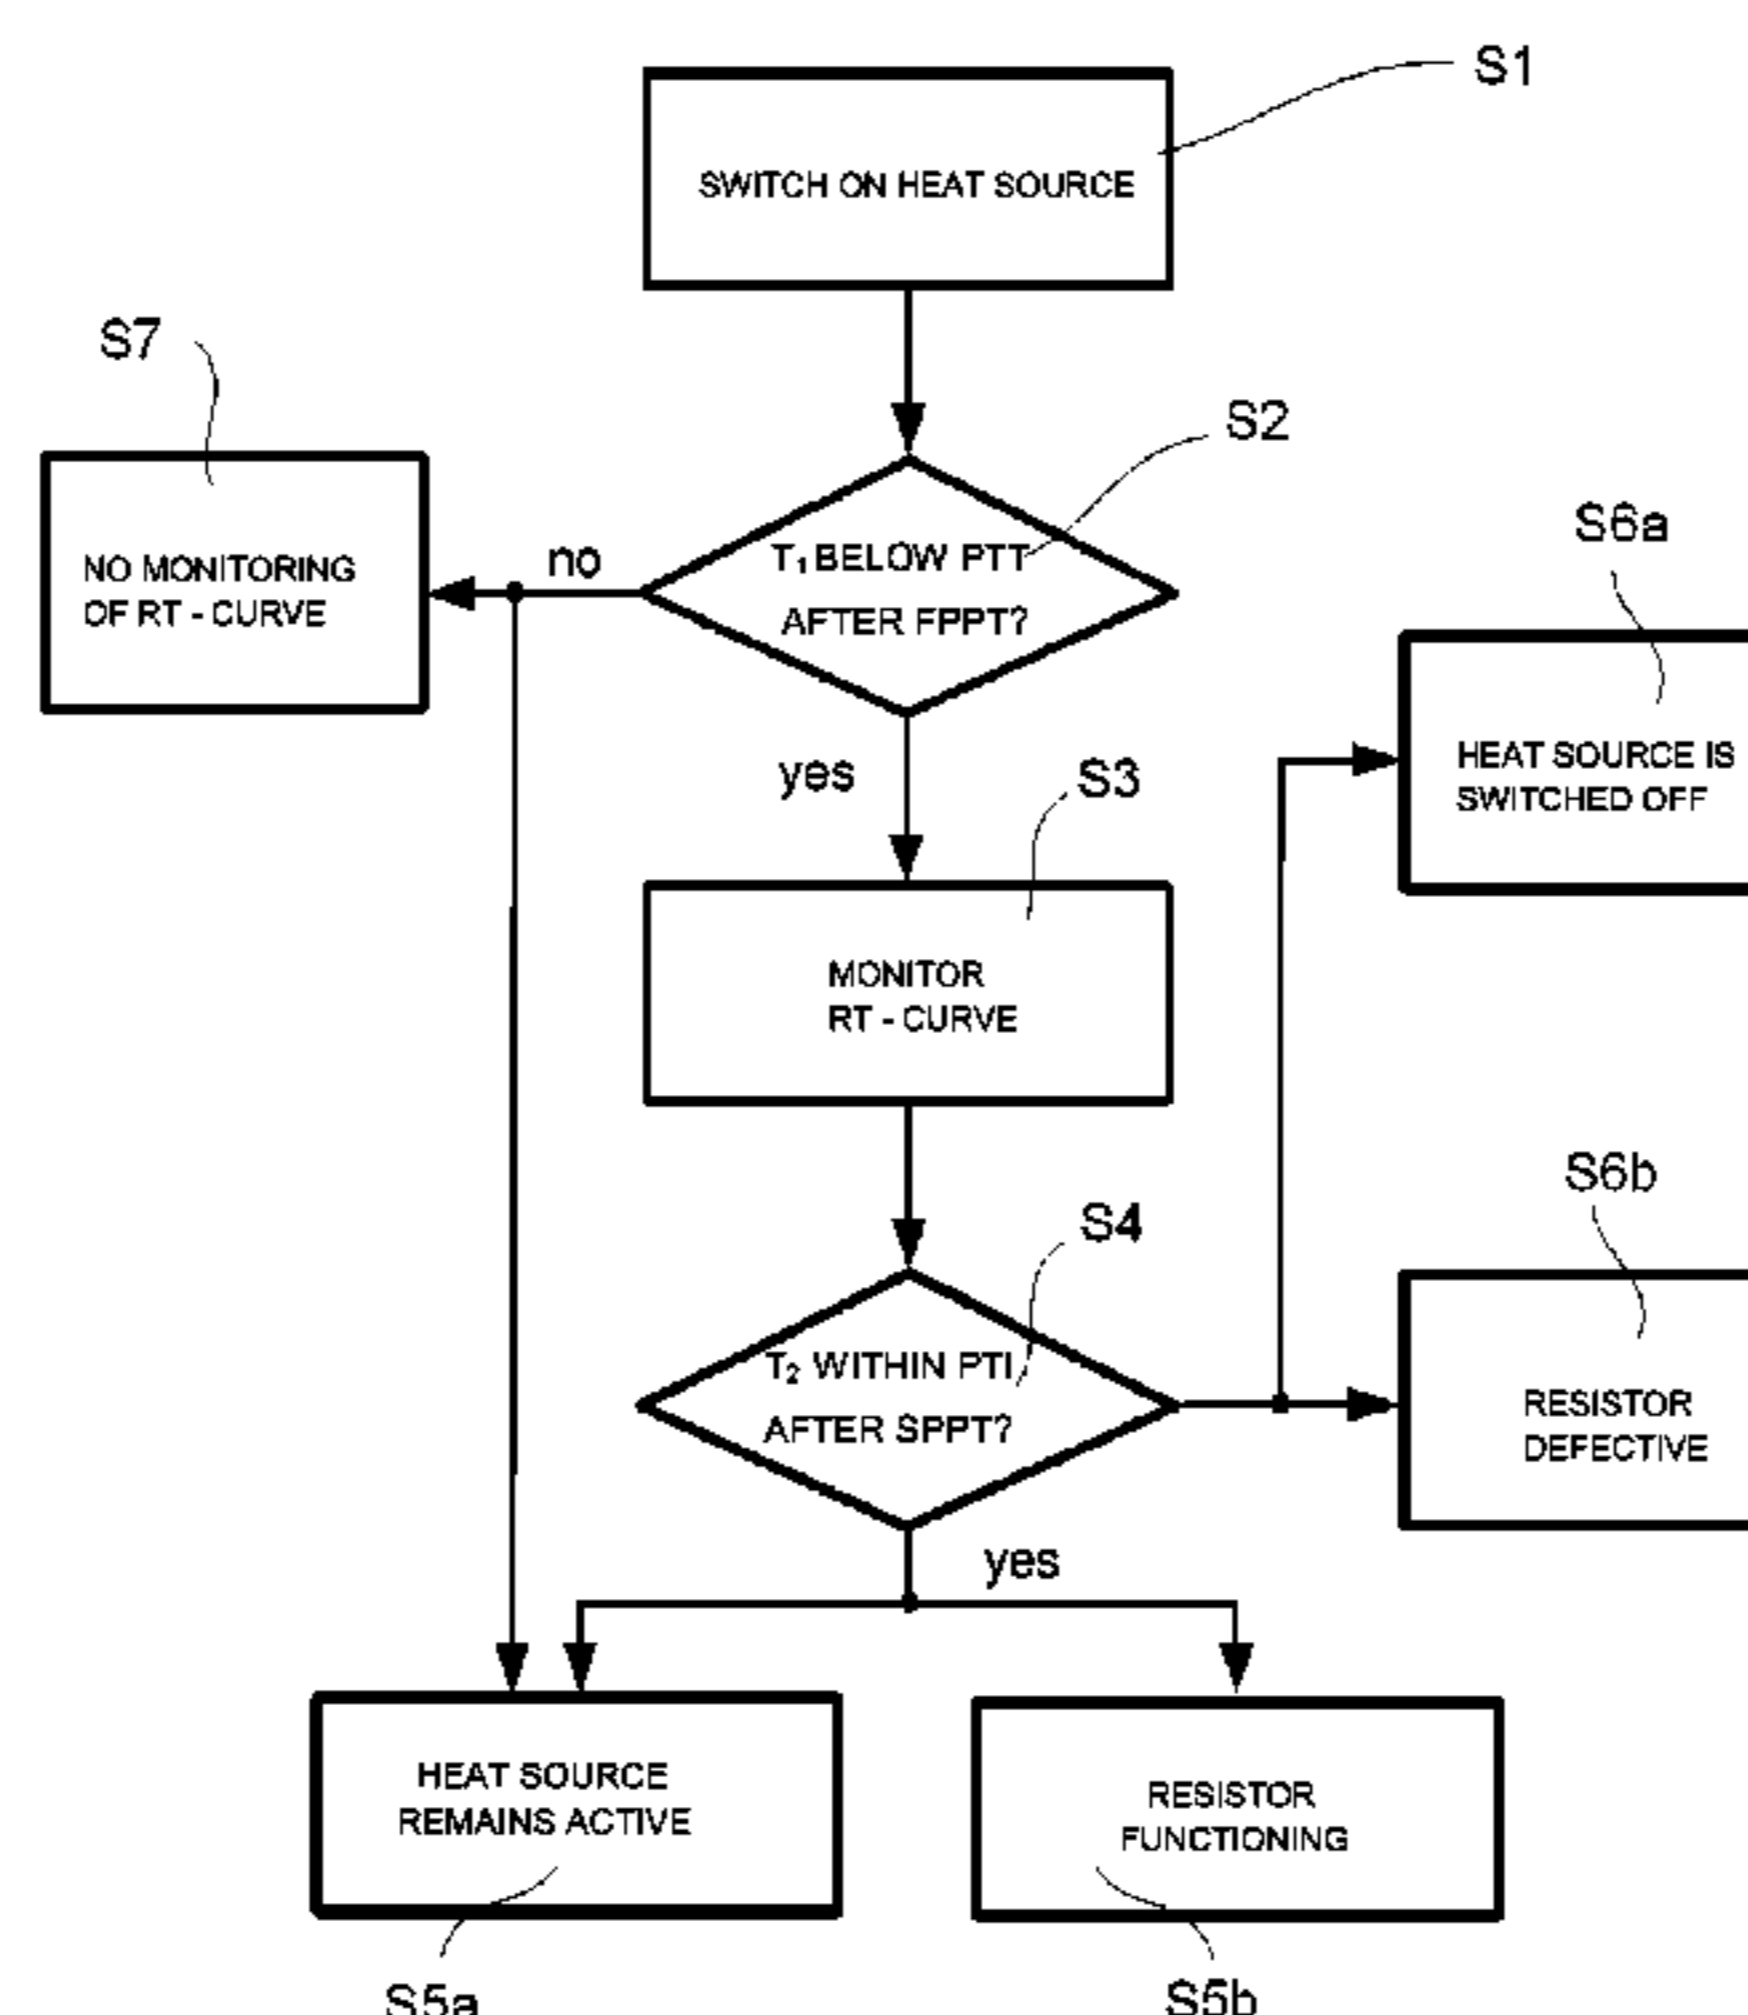 S1
SWITCH ON HEAT SOURCE
S7
S2
S6a
NO MONITORING
OF RT - CURVE
no
T₁ BELOW PTT
AFTER FPPT?
yes
S3
HEAT SOURCE IS
SWITCHED OFF
MONITOR
RT - CURVE
S6b
S4
T₂ WITHIN PTI
AFTER SPPT?
RESISTOR
DEFECTIVE
yes
HEAT SOURCE
REMAINS ACTIVE
RESISTOR
FUNCTIONING
S5a
S5b